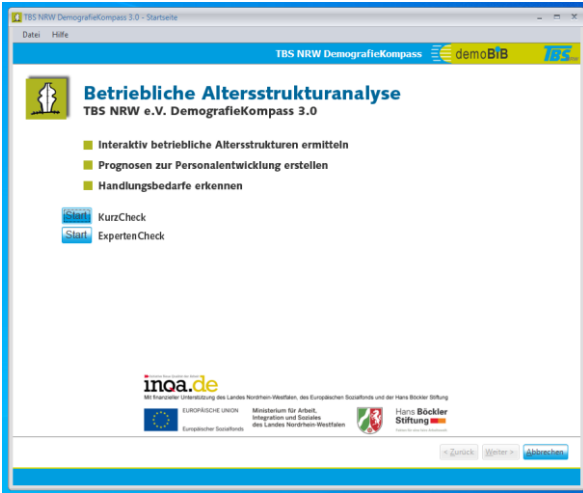 TBS NRW DemografieKompass 3.0 - Startseite
Datei Hilfe
TBS NRW DemografieKompass demoBiB TBS
Betriebliche Altersstrukturanalyse
TBS NRW e.V. DemografieKompass 3.0
Interaktiv betriebliche Altersstrukturen ermitteln
Prognosen zur Personalentwicklung erstellen
Handlungsbedarfe erkennen
Start KurzCheck
Start ExpertenCheck
inqa.de
Mit finanzieller Unterstützung des Landes Nordrhein-Westfalen, des Europäischen Sozialfonds und der Hans Böckler Stiftung
EUROPÄISCHE UNION
Europäischer Sozialfonds
Ministerium für Arbeit,
Integration und Soziales
des Landes Nordrhein-Westfalen
Hans Böckler
Stiftung
< Zurück Weiter > Abbrechen